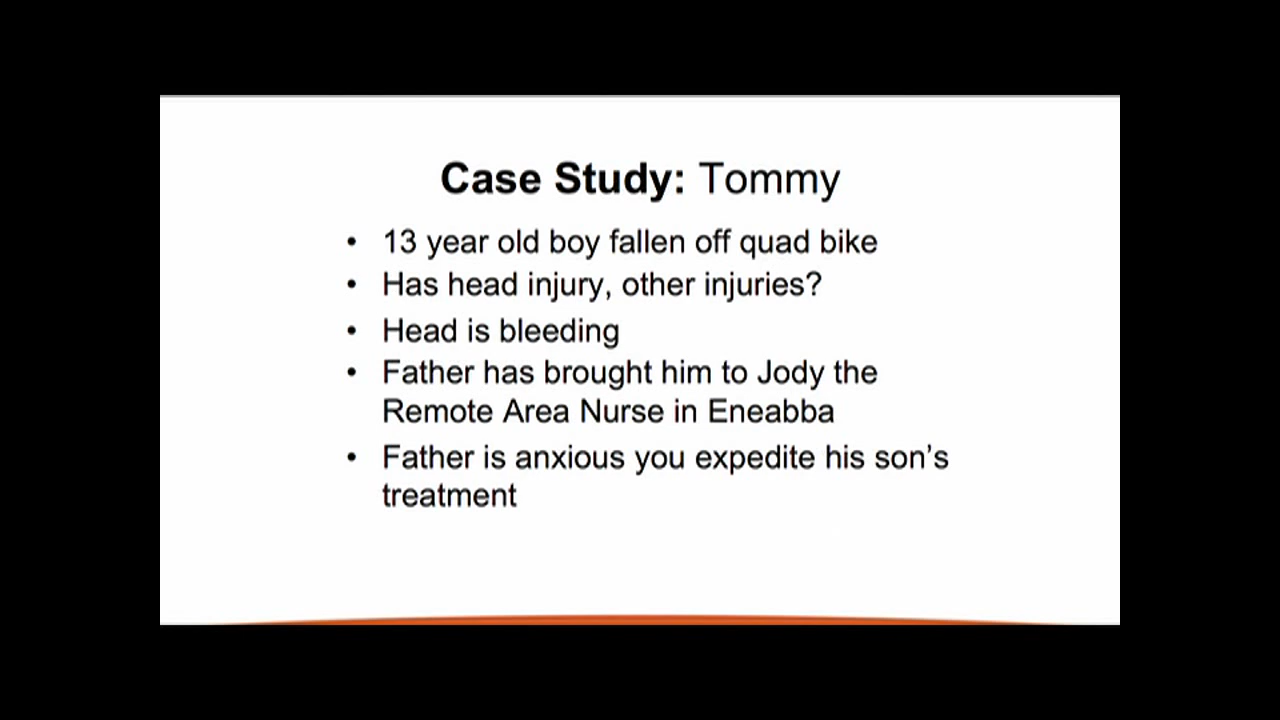 Case Study: Tommy
• 13 year old boy fallen off quad bike
• Has head injury, other injuries?
• Head is bleeding
• Father has brought him to Jody the
Remote Area Nurse in Eneabba
• Father is anxious you expedite his son’s
treatment